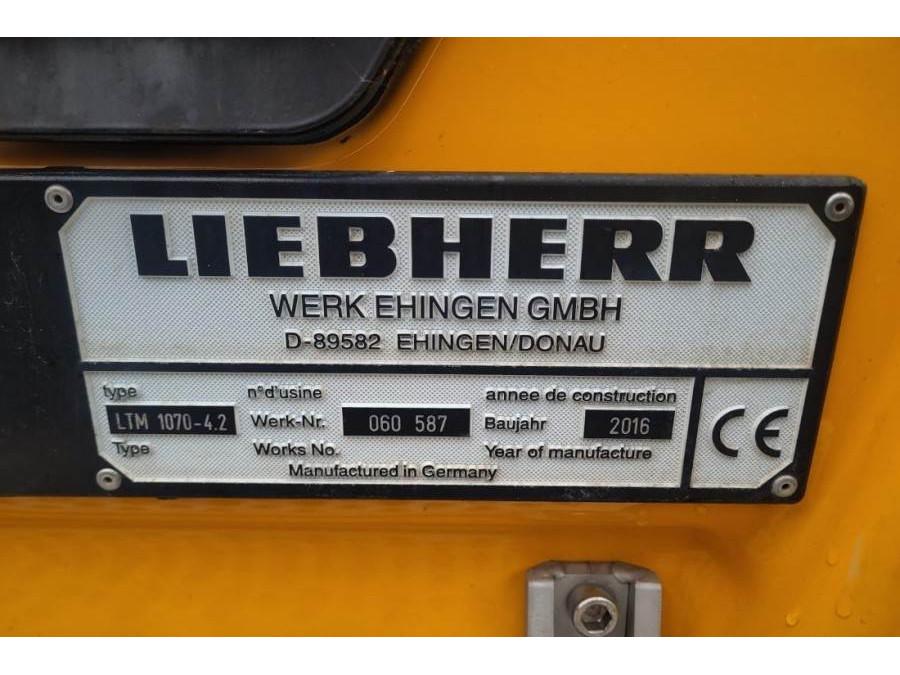 LIEBHERR
WERK EHINGEN GMBH
D-89582 EHINGEN/DONAU
type n°d'usine annee de construction
LTM 1070-4.2 Werk-Nr. 060 587 Baujahr 2016 CE
Type Works No. Year of manufacture
Manufactured in Germany